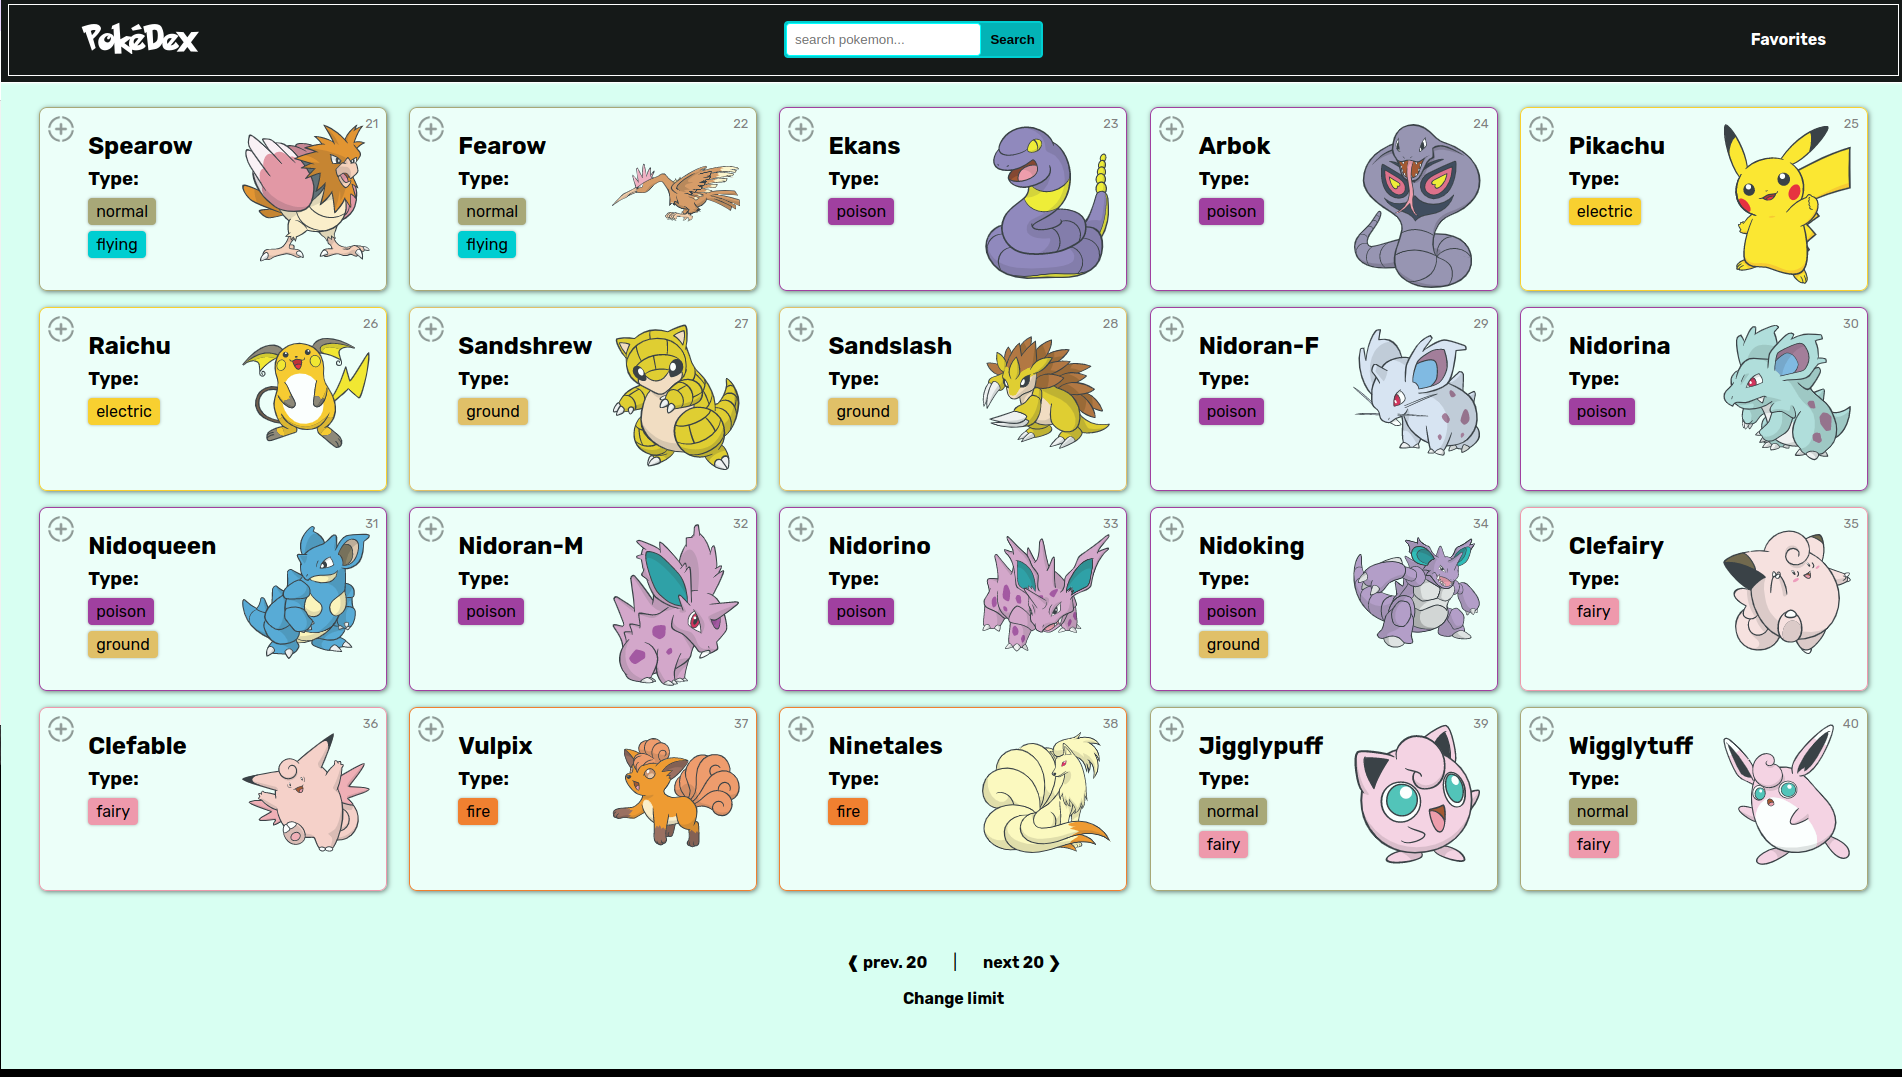 PokéDex
search pokemon...
Search
Favorites
21
Spearow
Type:
normal
flying
22
Fearow
Type:
normal
flying
23
Ekans
Type:
poison
24
Arbok
Type:
poison
25
Pikachu
Type:
electric
26
Raichu
Type:
electric
27
Sandshrew
Type:
ground
28
Sandslash
Type:
ground
29
Nidoran-F
Type:
poison
30
Nidorina
Type:
poison
31
Nidoqueen
Type:
poison
ground
32
Nidoran-M
Type:
poison
33
Nidorino
Type:
poison
34
Nidoking
Type:
poison
ground
35
Clefairy
Type:
fairy
36
Clefable
Type:
fairy
37
Vulpix
Type:
fire
38
Ninetales
Type:
fire
39
Jigglypuff
Type:
normal
fairy
40
Wigglytuff
Type:
normal
fairy
❮ prev. 20 | next 20 ❯
Change limit